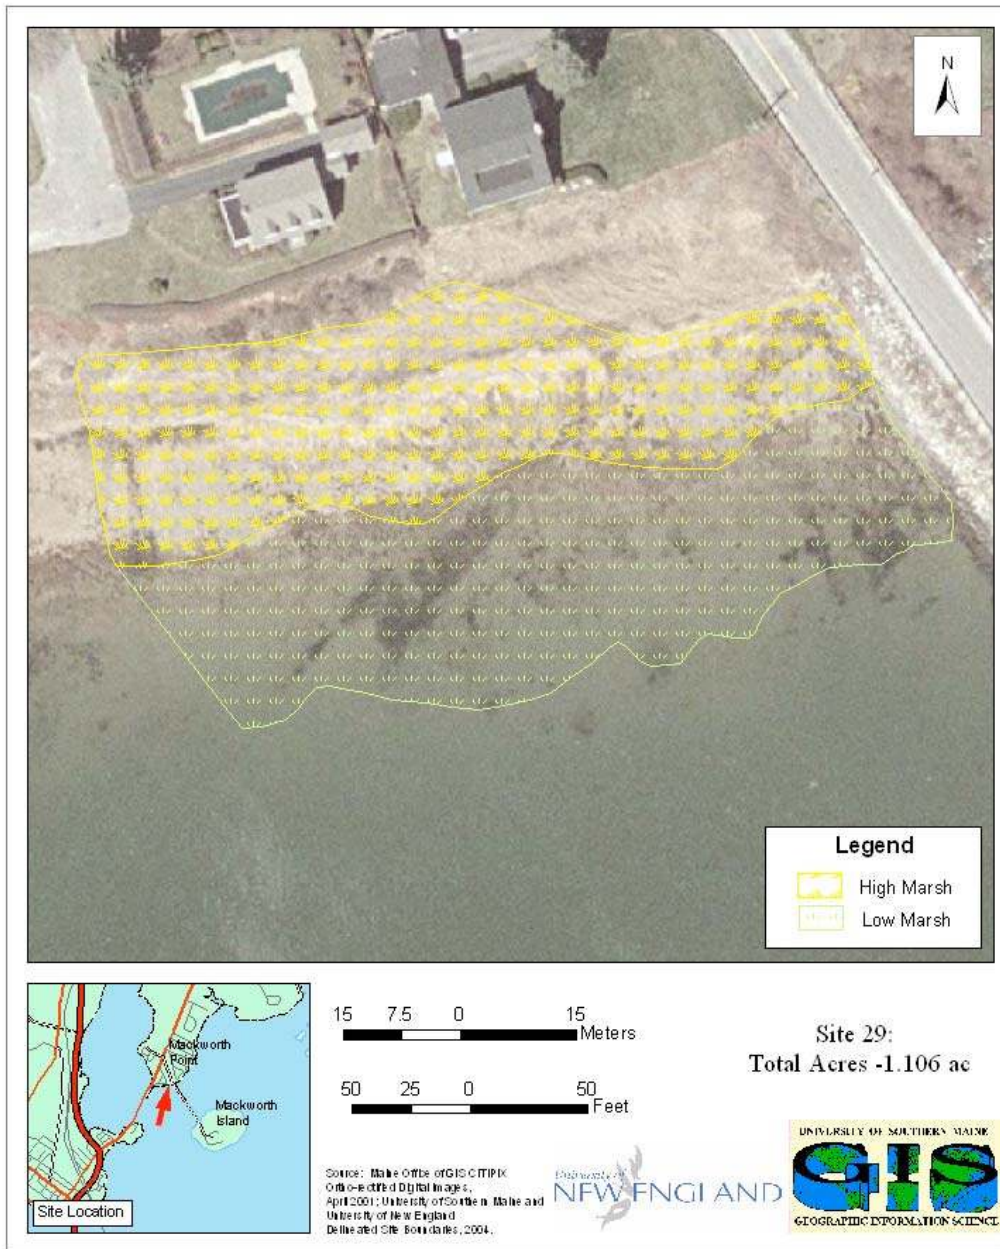 N
Legend
High Marsh
Low Marsh
Mackworth
Point
Mackworth
Island
Site Location
15 7.5 0 15
Meters
50 25 0 50
Feet
Site 29:
Total Acres -1.106 ac
Source: Maine Office of GIS CITIPIX
Ortho-rectified Digital Images,
April 2001; University of Southern Maine and
University of New England
Delineated Site Boundaries, 2004.
University of
NEW ENGLAND
UNIVERSITY OF SOUTHERN MAINE
GIS
GEOGRAPHIC INFORMATION SCIENCE